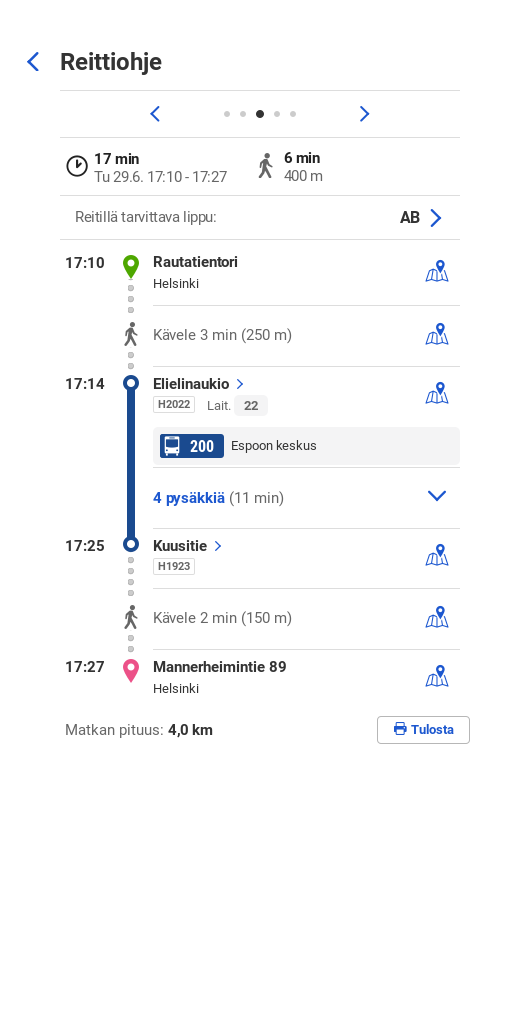 Reittiohje
17 min
Tu 29.6. 17:10 - 17:27
6 min
400 m
Reitillä tarvittava lippu:
AB
17:10
Rautatientori
Helsinki
Kävele 3 min (250 m)
17:14
Elielinaukio
H2022 Lait. 22
200 Espoon keskus
4 pysäkkiä (11 min)
17:25
Kuusitie
H1923
Kävele 2 min (150 m)
17:27
Mannerheimintie 89
Helsinki
Matkan pituus: 4,0 km
Tulosta